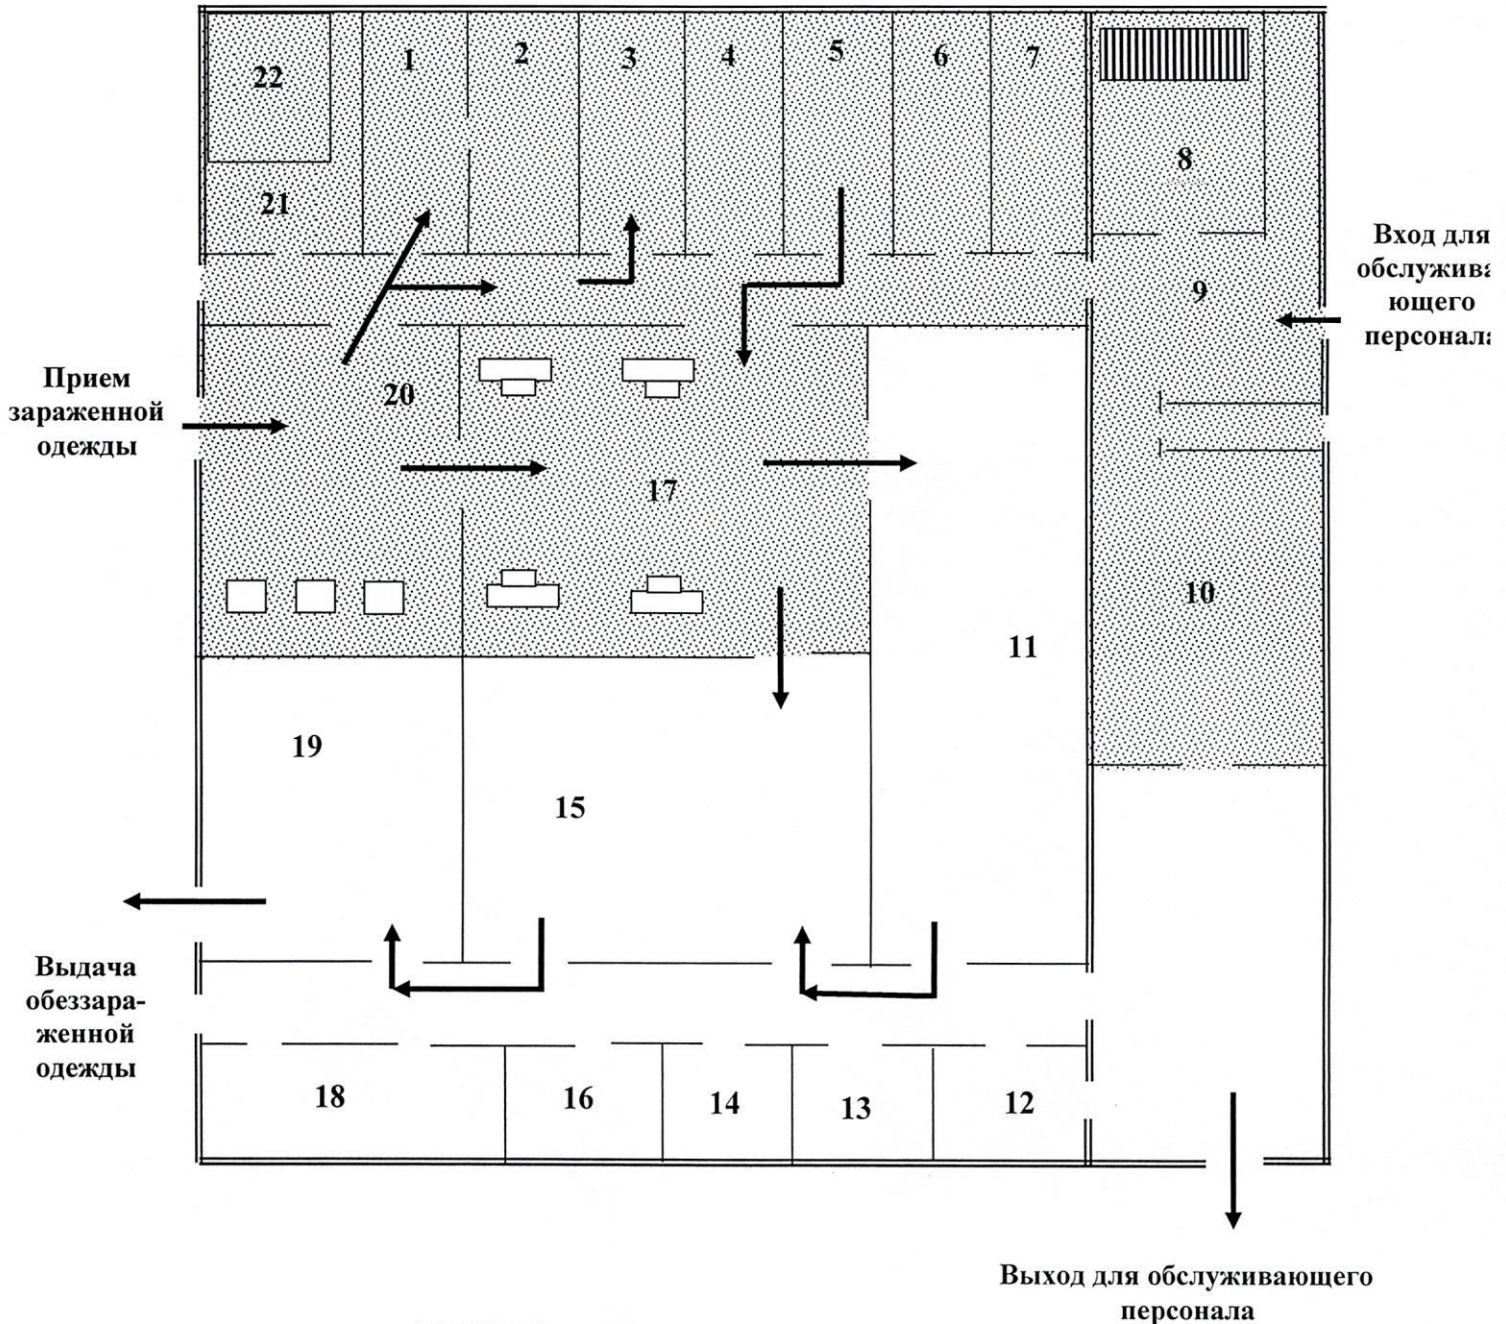 22
1
2
3
4
5
6
7
8
21
Вход для
обслужива
ющего
персонала
9
Прием
зараженной
одежды
20
17
10
11
19
15
Выдача
обеззара-
женной
одежды
18
16
14
13
12
Выход для обслуживающего
персонала